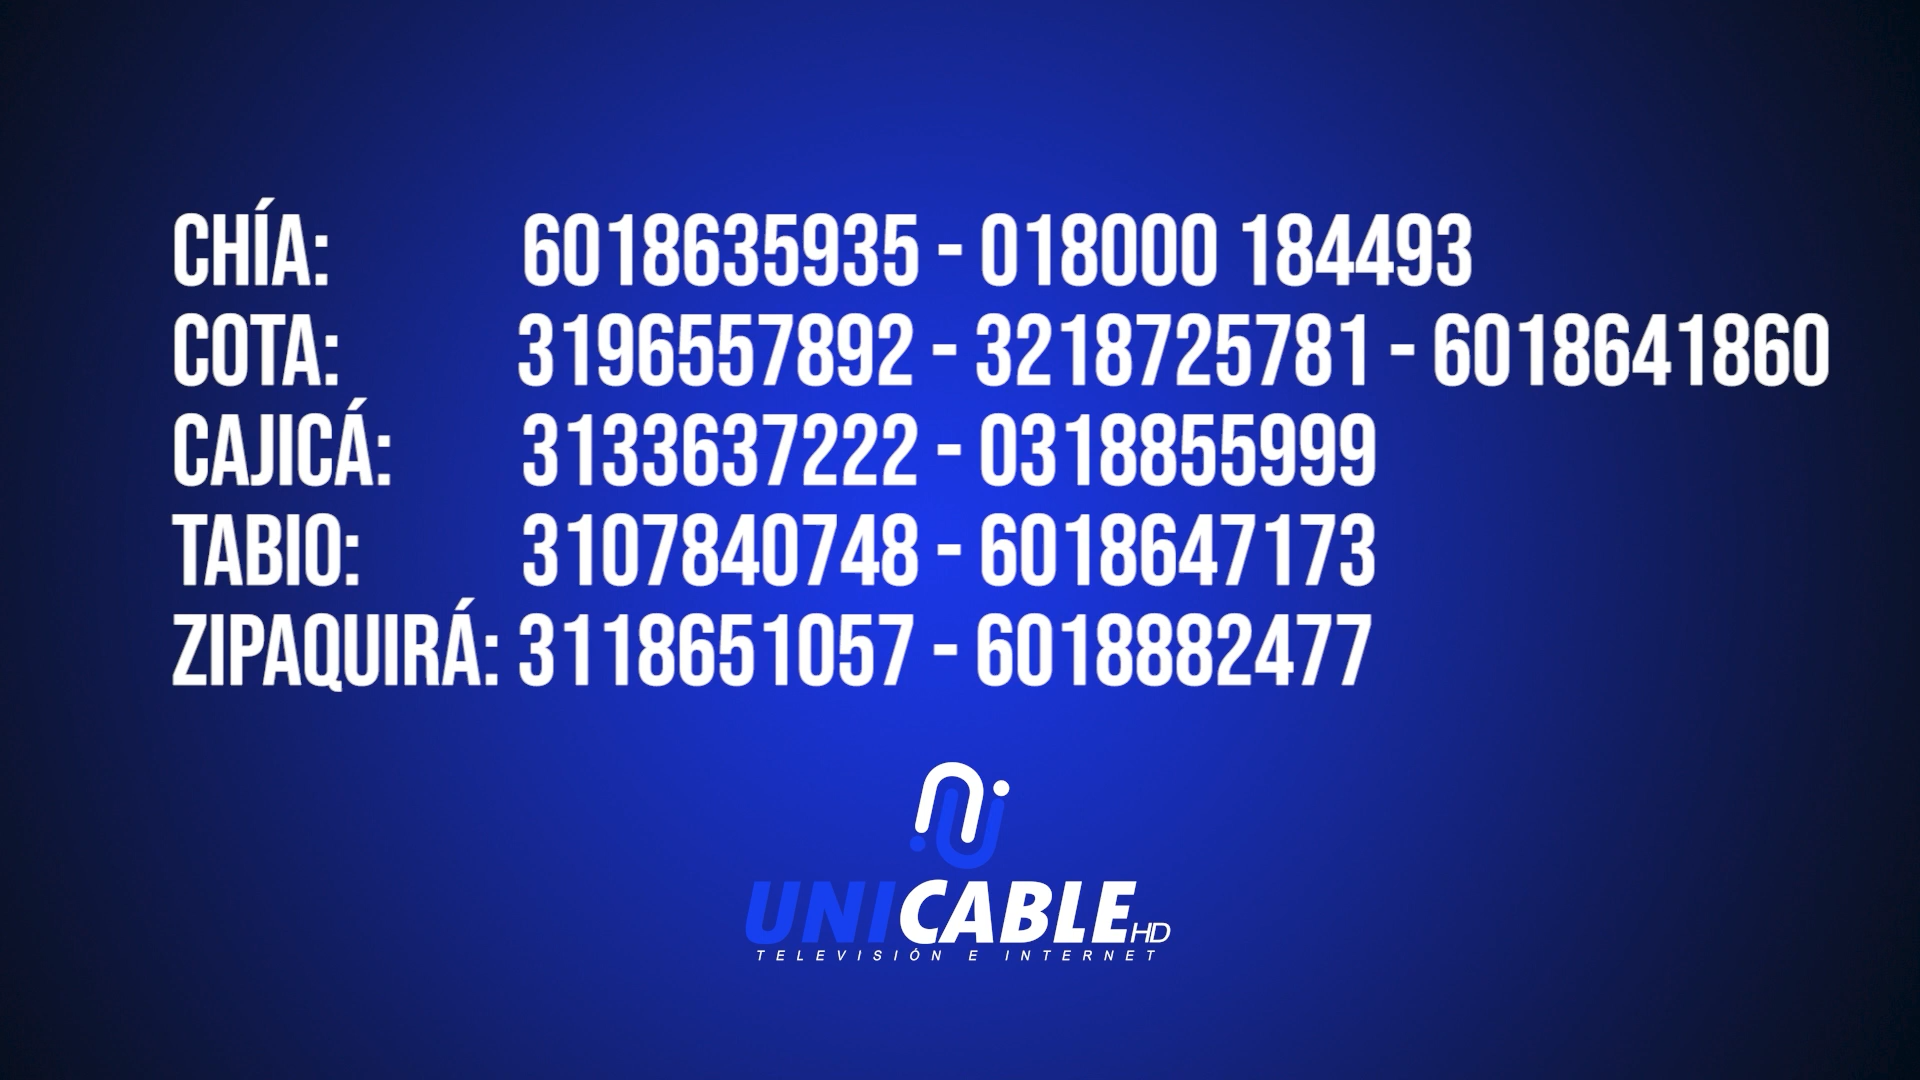 CHÍA: 6018635935 - 018000 184493
COTA: 3196557892 - 3218725781 - 6018641860
CAJICÁ: 3133637222 - 0318855999
TABIO: 3107840748 - 6018647173
ZIPAQUIRÁ: 3118651057 - 6018882477
UNICABLE HD
TELEVISIÓN E INTERNET